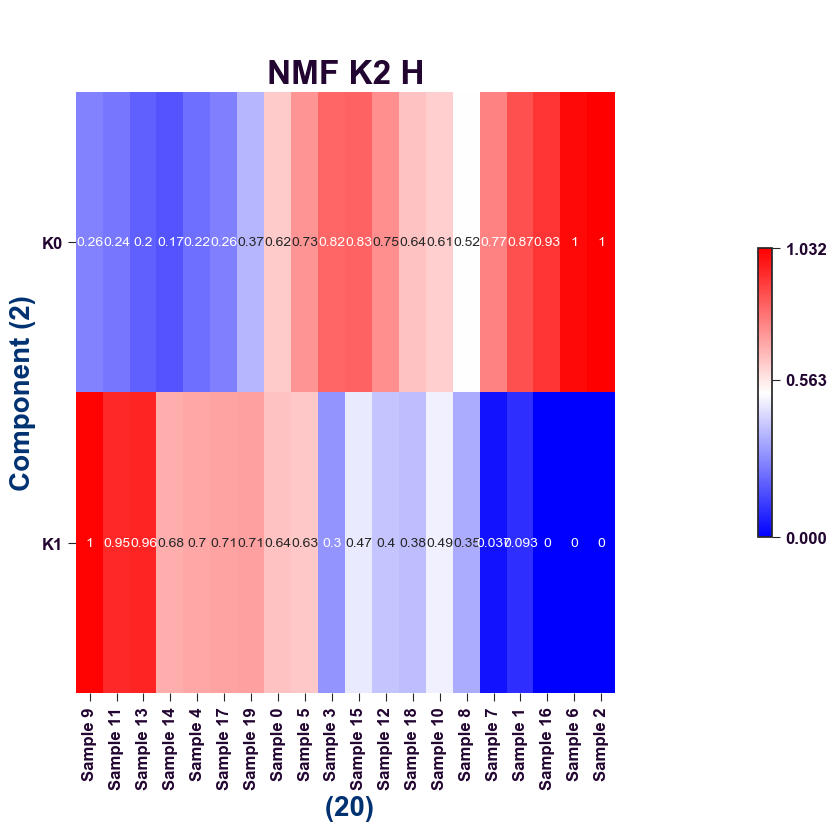 NMF K2 H
K0
0.26 0.24 0.2 0.17 0.22 0.26 0.37 0.62 0.73 0.82 0.83 0.75 0.64 0.61 0.52 0.77 0.87 0.93 1 1
K1
1 0.95 0.96 0.68 0.7 0.71 0.71 0.64 0.63 0.3 0.47 0.4 0.38 0.49 0.35 0.037 0.093 0 0 0
Component (2)
1.032
0.563
0.000
Sample 9
Sample 11
Sample 13
Sample 14
Sample 4
Sample 17
Sample 19
Sample 0
Sample 5
Sample 3
Sample 15
Sample 12
Sample 18
Sample 10
Sample 8
Sample 7
Sample 1
Sample 16
Sample 6
Sample 2
(20)